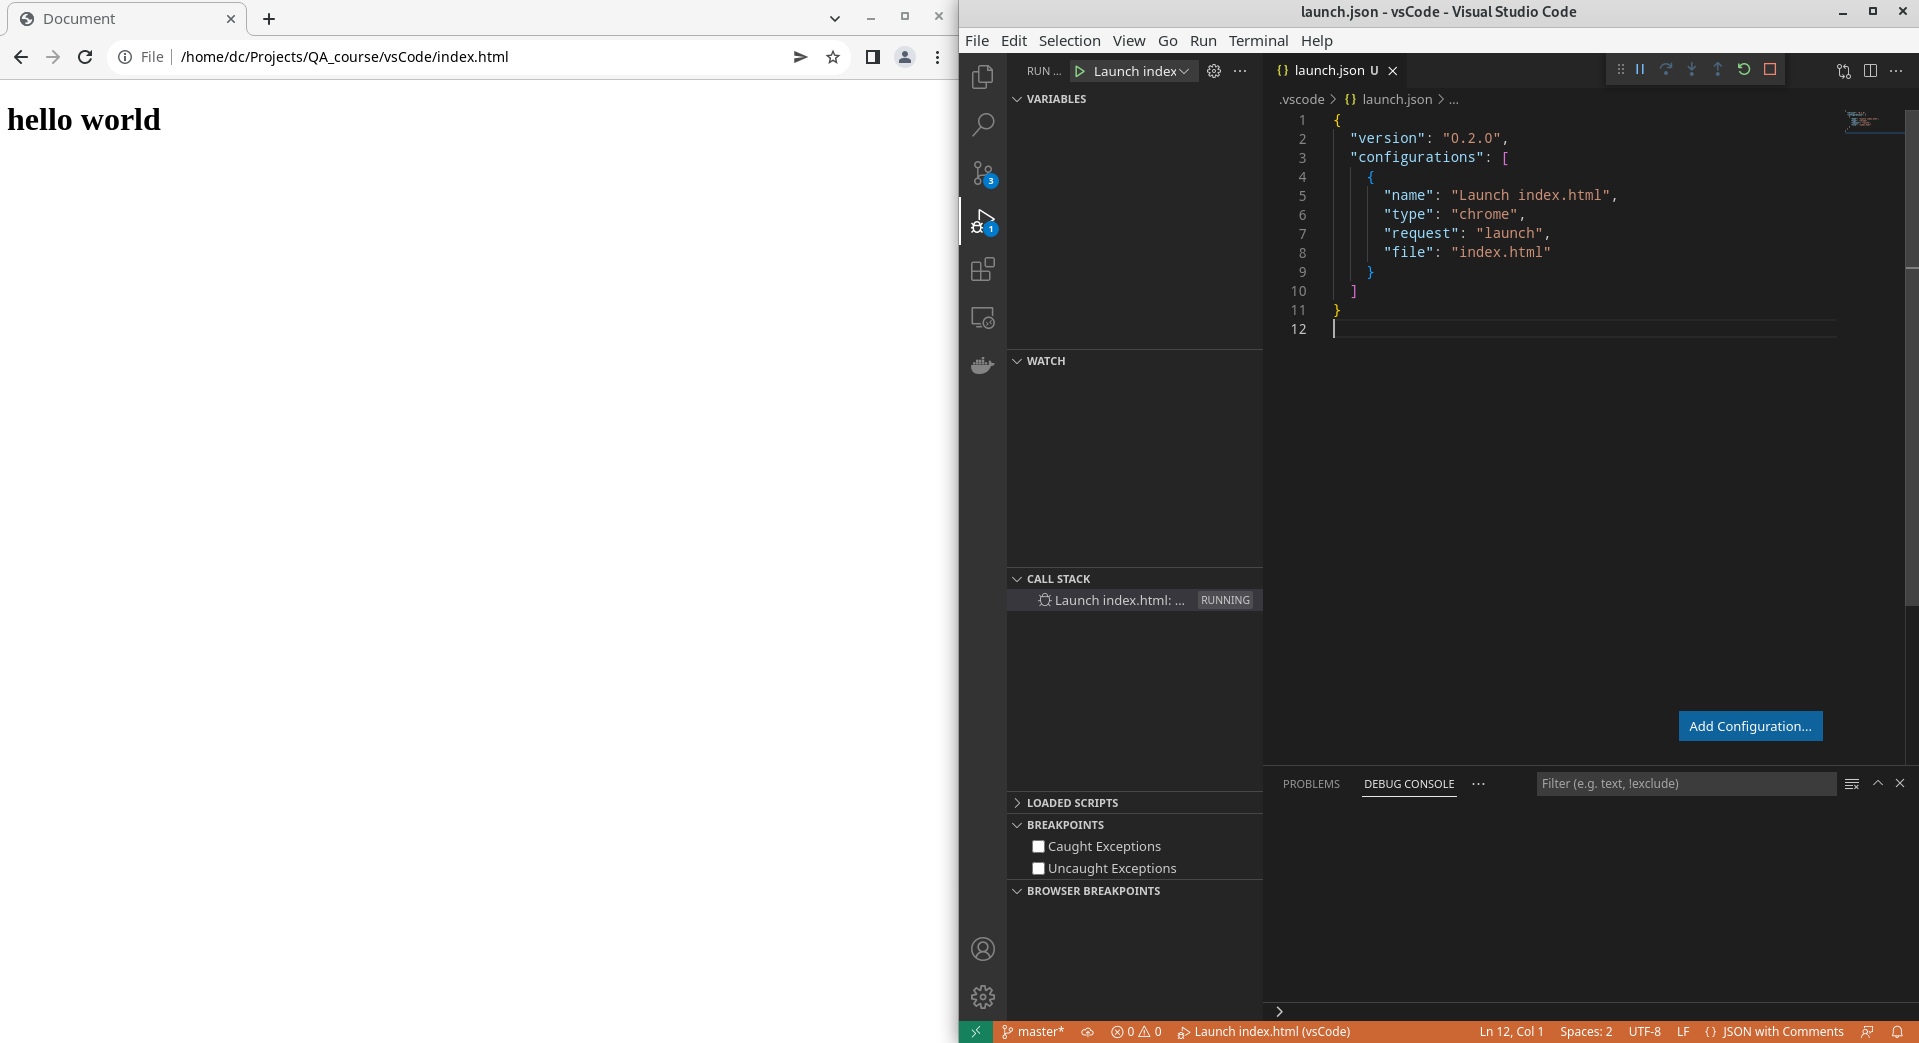 Document
File
/home/dc/Projects/QA_course/vsCode/index.html
hello world
launch.json - vsCode - Visual Studio Code
File Edit Selection View Go Run Terminal Help
RUN ... Launch index
launch.json U
.vscode > {} launch.json > ...
VARIABLES
1 {
2 "version": "0.2.0",
3 "configurations": [
4 {
5 "name": "Launch index.html",
6 "type": "chrome",
7 "request": "launch",
8 "file": "index.html"
9 }
10 ]
11 }
12
3
1
WATCH
CALL STACK
Launch index.html: ... RUNNING
LOADED SCRIPTS
BREAKPOINTS
Caught Exceptions
Uncaught Exceptions
BROWSER BREAKPOINTS
Add Configuration...
PROBLEMS DEBUG CONSOLE ... Filter (e.g. text, !exclude)
master* 0 0 Launch index.html (vsCode) Ln 12, Col 1 Spaces: 2 UTF-8 LF {} JSON with Comments